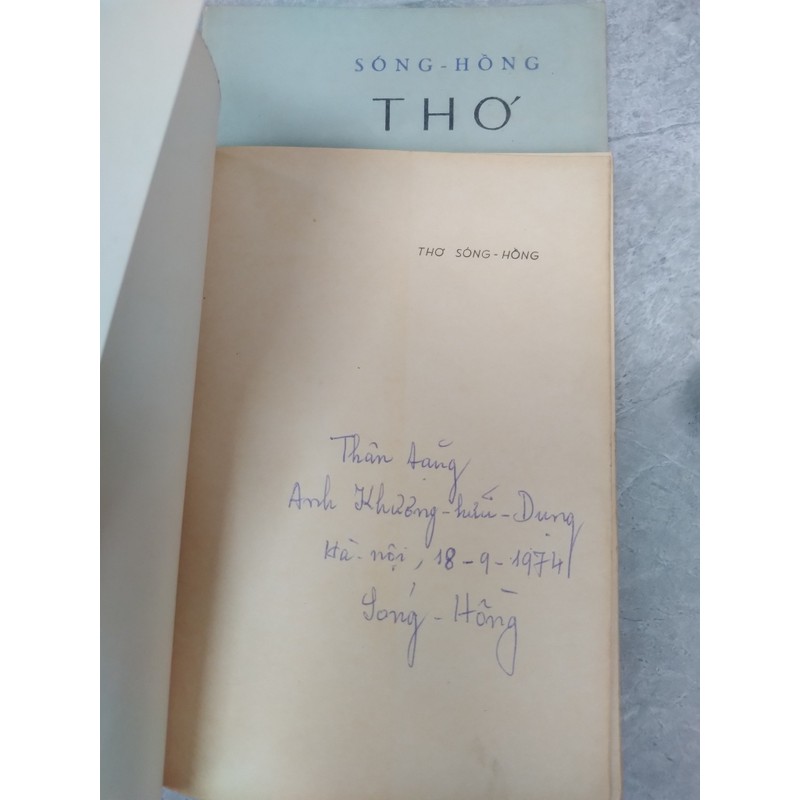 SÓNG-HỒNG
THƠ
THƠ SÓNG-HỒNG
Thân tặng
Anh Khương-hữu-Dụng
Hà-nội, 18-9-1974
Sóng-Hồng